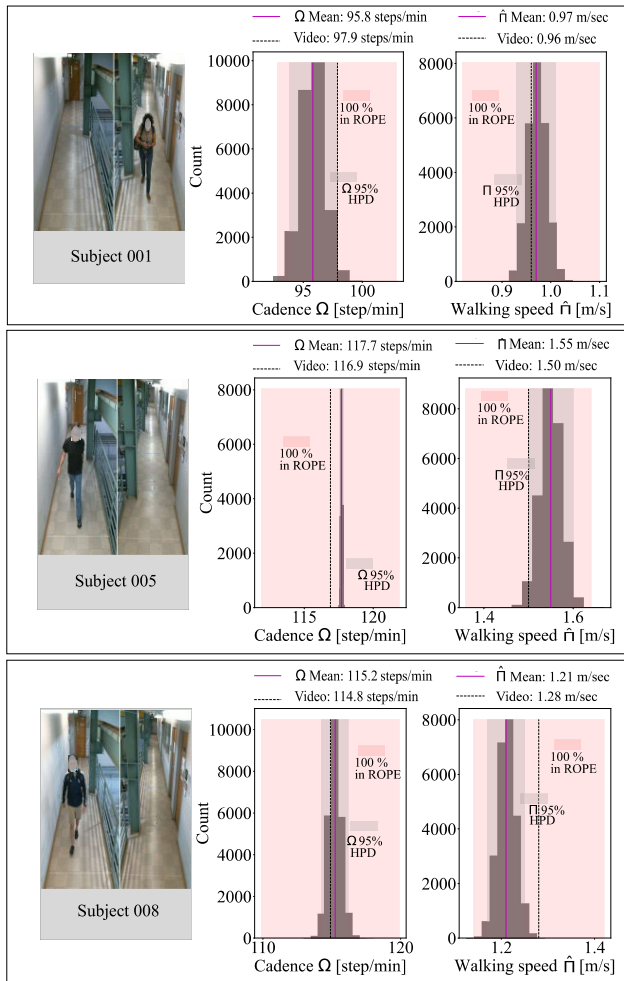 Ω Mean: 95.8 steps/min
Video: 97.9 steps/min
п̂ Mean: 0.97 m/sec
Video: 0.96 m/sec
10000
8000
6000
4000
2000
0
Count
100 %
in ROPE
Ω 95%
HPD
95
100
Cadence Ω [step/min]
10000
8000
6000
4000
2000
0
100 %
in ROPE
Π 95%
HPD
0.9
1.0
1.1
Walking speed п̂ [m/s]
Subject 001
Ω Mean: 117.7 steps/min
Video: 116.9 steps/min
п Mean: 1.55 m/sec
Video: 1.50 m/sec
8000
6000
4000
2000
0
Count
100 %
in ROPE
Ω 95%
HPD
115
120
Cadence Ω [step/min]
8000
6000
4000
2000
0
100 %
in ROPE
Π 95%
HPD
1.4
1.6
Walking speed п̂ [m/s]
Subject 005
Ω Mean: 115.2 steps/min
Video: 114.8 steps/min
п̂ Mean: 1.21 m/sec
Video: 1.28 m/sec
10000
8000
6000
4000
2000
0
Count
100 %
in ROPE
Ω 95%
HPD
110
120
Cadence Ω [step/min]
8000
6000
4000
2000
0
100 %
in ROPE
Π 95%
HPD
1.2
1.4
Walking speed п̂ [m/s]
Subject 008